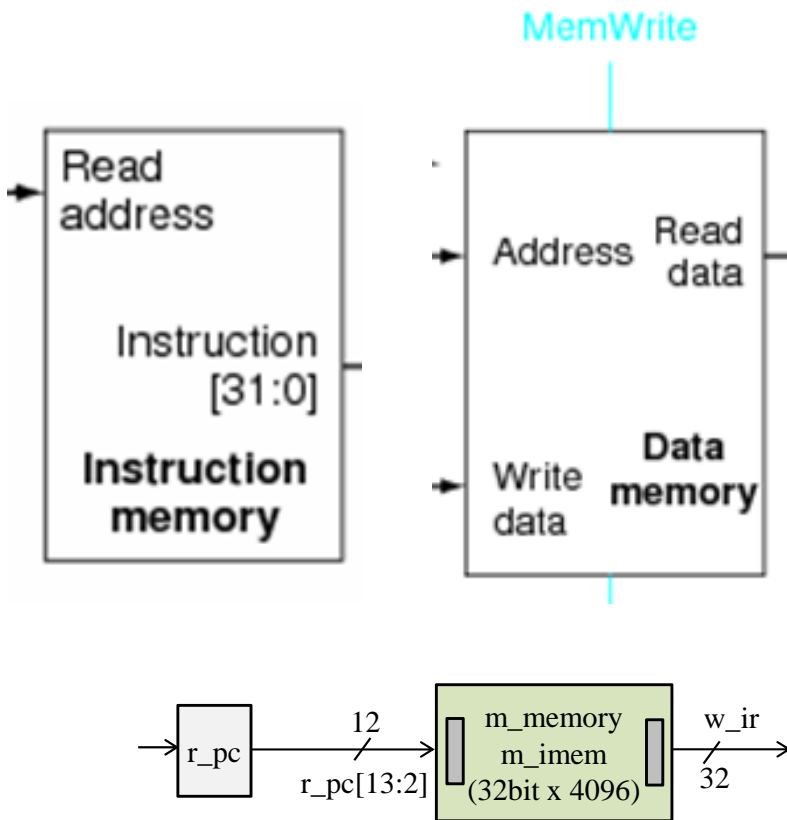 MemWrite
Read
address
Instruction
[31:0]
Instruction
memory
Address
Read
data
Write
data
Data
memory
r_pc
12
r_pc[13:2]
m_memory
m_imem
(32bit x 4096)
w_ir
32